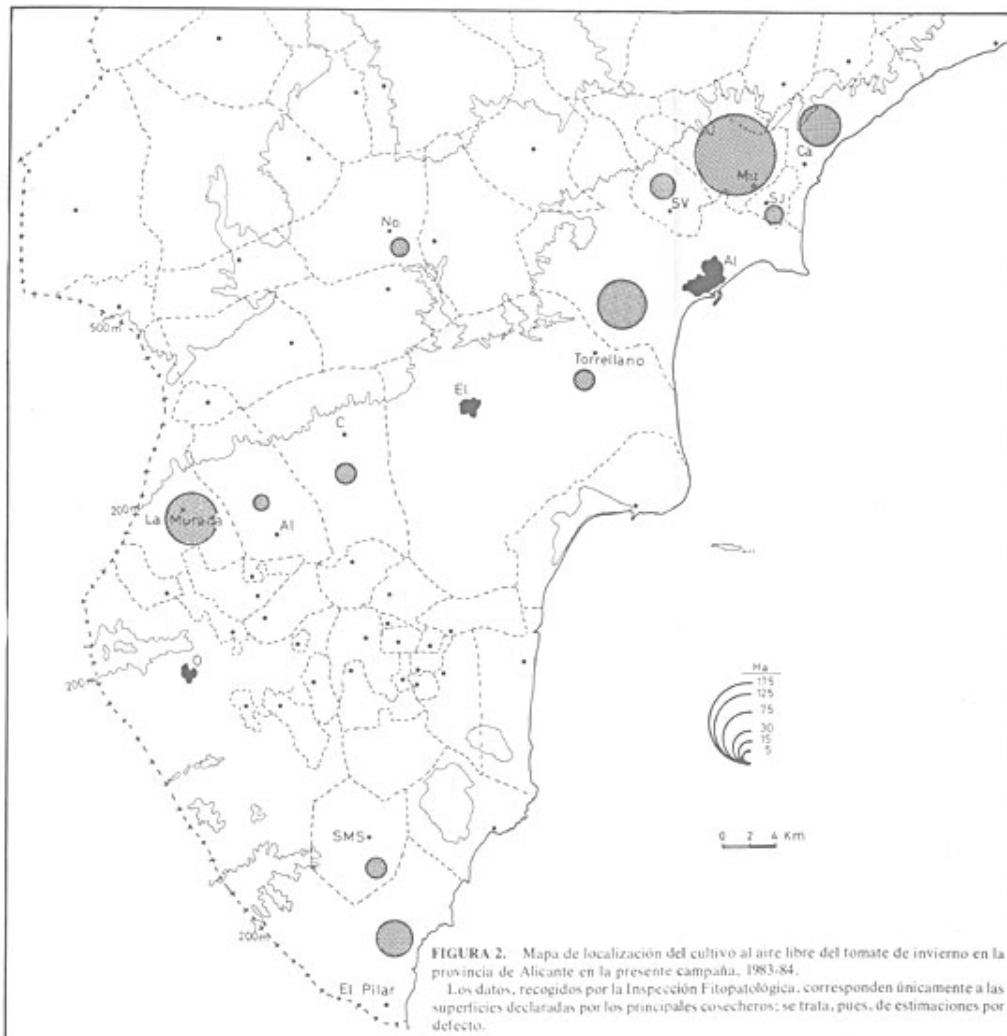 Ca
Mu
SV
SJ
No
Al
500m
Torrellano
El
C
200m
La Murada
Al
O
200m
Ha
175
125
75
30
15
5
SMS
0 2 4 Km
200m
El Pilar
FIGURA 2. Mapa de localización del cultivo al aire libre del tomate de invierno en la
provincia de Alicante en la presente campaña, 1983-84.
Los datos, recogidos por la Inspección Fitopatológica, corresponden únicamente a las
superficies declaradas por los principales cosecheros; se trata, pues, de estimaciones por
defecto.